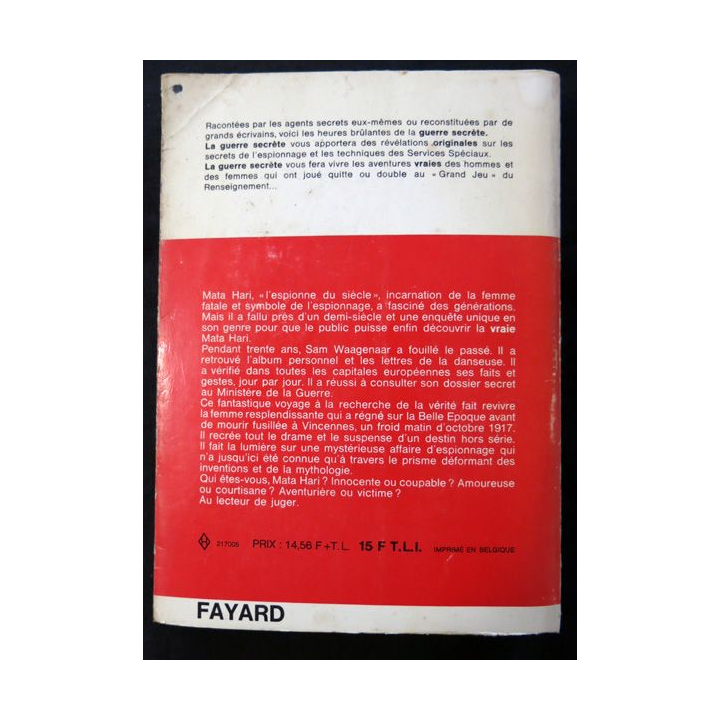 Racontées par les agents secrets eux-mêmes ou reconstituées par de
grands écrivains, voici les heures brûlantes de la guerre secrète.
La guerre secrète vous apportera des révélations originales sur les
secrets de l'espionnage et les techniques des Services Spéciaux.
La guerre secrète vous fera vivre les aventures vraies des hommes et
des femmes qui ont joué quitte ou double au « Grand Jeu » du
Renseignement...
Mata Hari, « l'espionne du siècle », incarnation de la femme
fatale et symbole de l'espionnage, a fasciné des générations.
Mais il a fallu près d'un demi-siècle et une enquête unique en
son genre pour que le public puisse enfin découvrir la vraie
Mata Hari.
Pendant trente ans, Sam Waagenaar a fouillé le passé. Il a
retrouvé l'album personnel et les lettres de la danseuse. Il
a vérifié dans toutes les capitales européennes ses faits et
gestes, jour par jour. Il a réussi à consulter son dossier secret
au Ministère de la Guerre.
Ce fantastique voyage à la recherche de la vérité fait revivre
la femme resplendissante qui a régné sur la Belle Epoque avant
de mourir fusillée à Vincennes, un froid matin d'octobre 1917.
Il recrée tout le drame et le suspense d'un destin hors série.
Il fait la lumière sur une mystérieuse affaire d'espionnage qui
n'a jusqu'ici été connue qu'à travers le prisme déformant des
inventions et de la mythologie.
Qui êtes-vous, Mata Hari ? Innocente ou coupable ? Amoureuse
ou courtisane ? Aventurière ou victime ?
Au lecteur de juger.
H 217005 PRIX : 14,56 F + T. L. 15 F T.L.I. IMPRIMÉ EN BELGIQUE
FAYARD